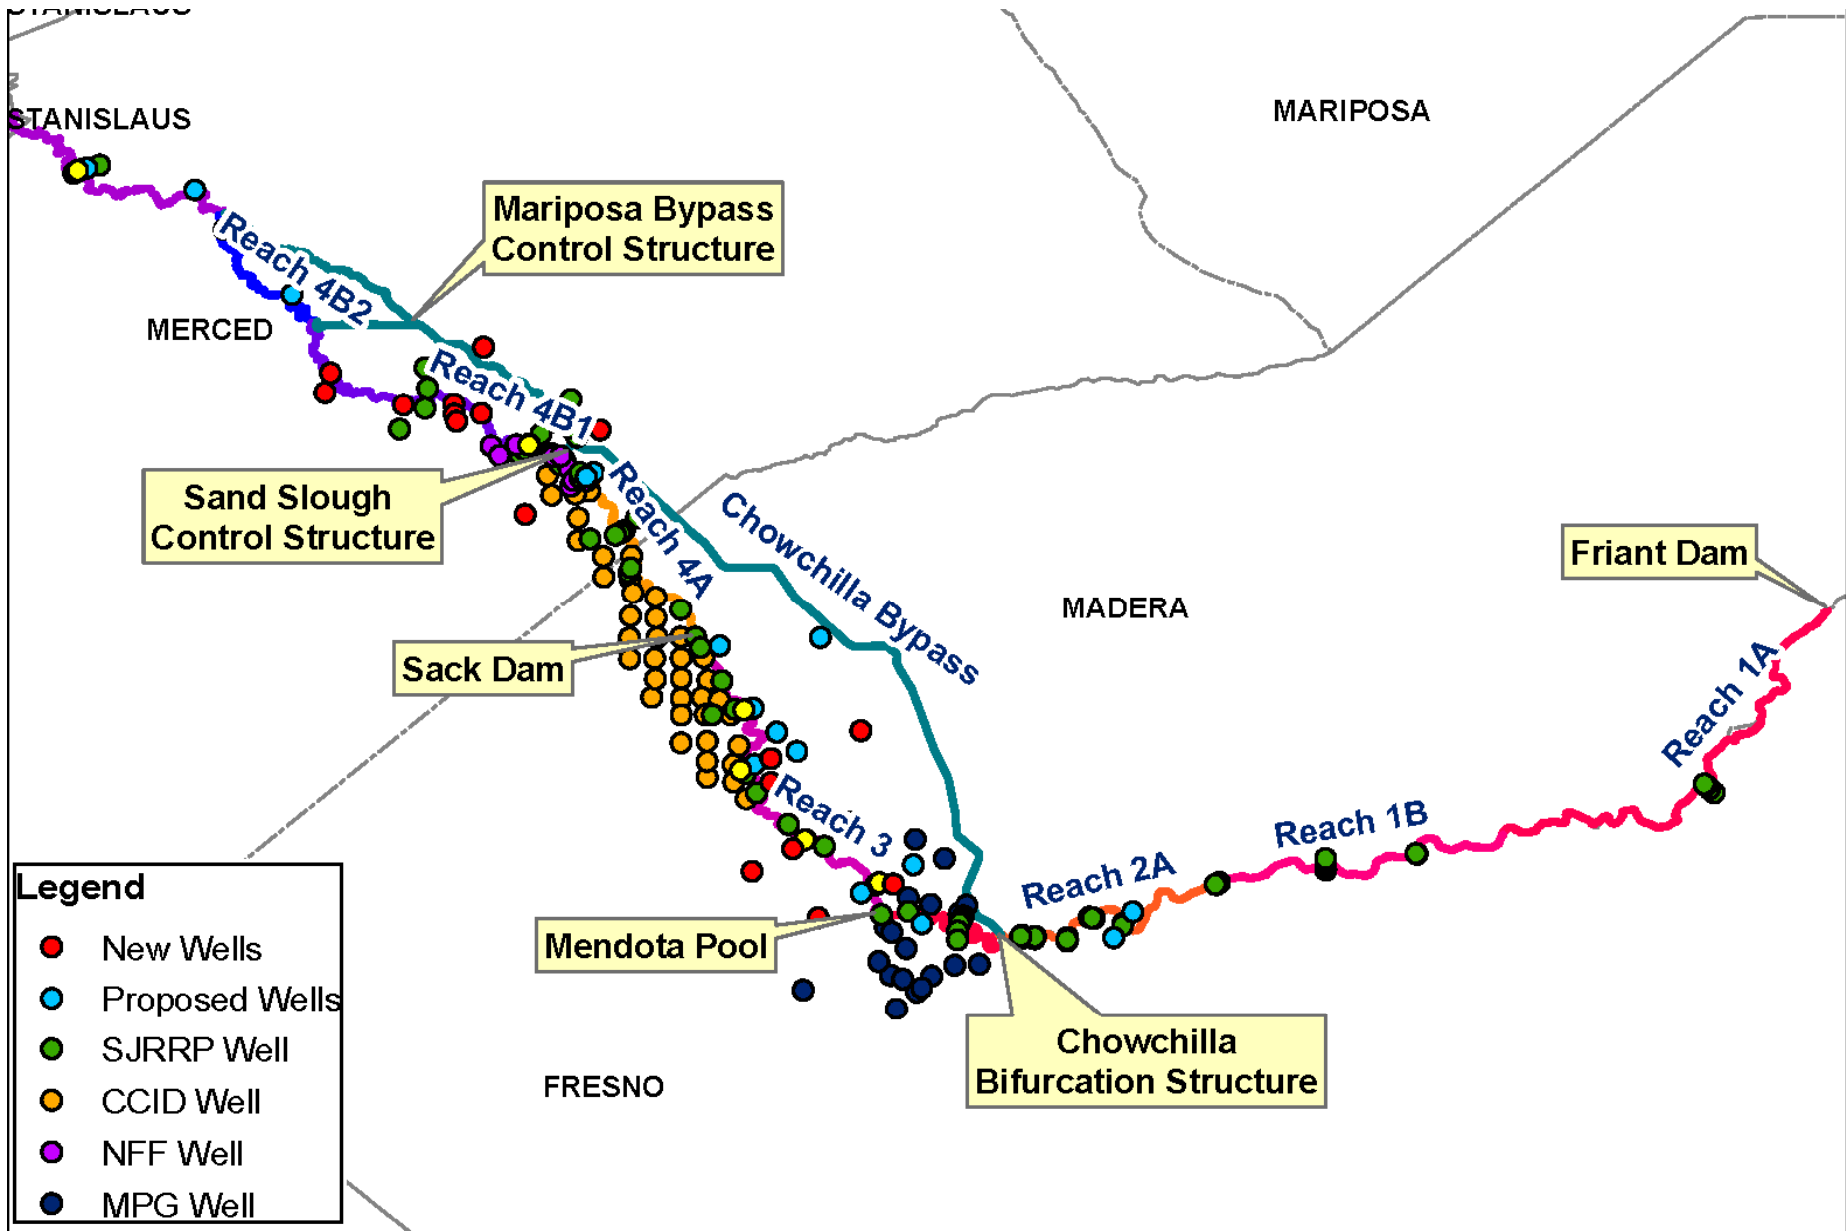 STANISLAUS
STANISLAUS
MARIPOSA
Mariposa Bypass
Control Structure
Reach 4B2
MERCED
Reach 4B1
Sand Slough
Control Structure
Reach 4A
Chowchilla Bypass
Friant Dam
MADERA
Sack Dam
Reach 1A
Reach 3
Reach 1B
Reach 2A
Mendota Pool
Chowchilla
Bifurcation Structure
FRESNO
Legend
New Wells
Proposed Wells
SJRRP Well
CCID Well
NFF Well
MPG Well